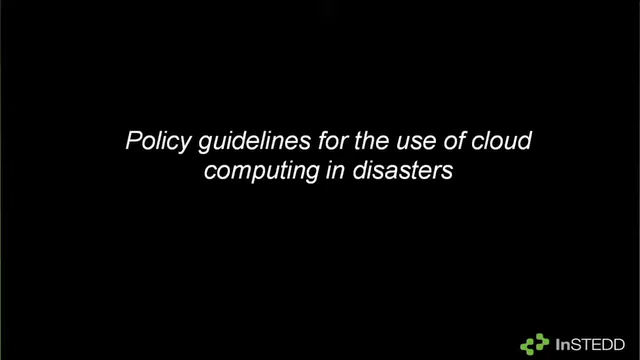 Policy guidelines for the use of cloud
computing in disasters
InSTEDD